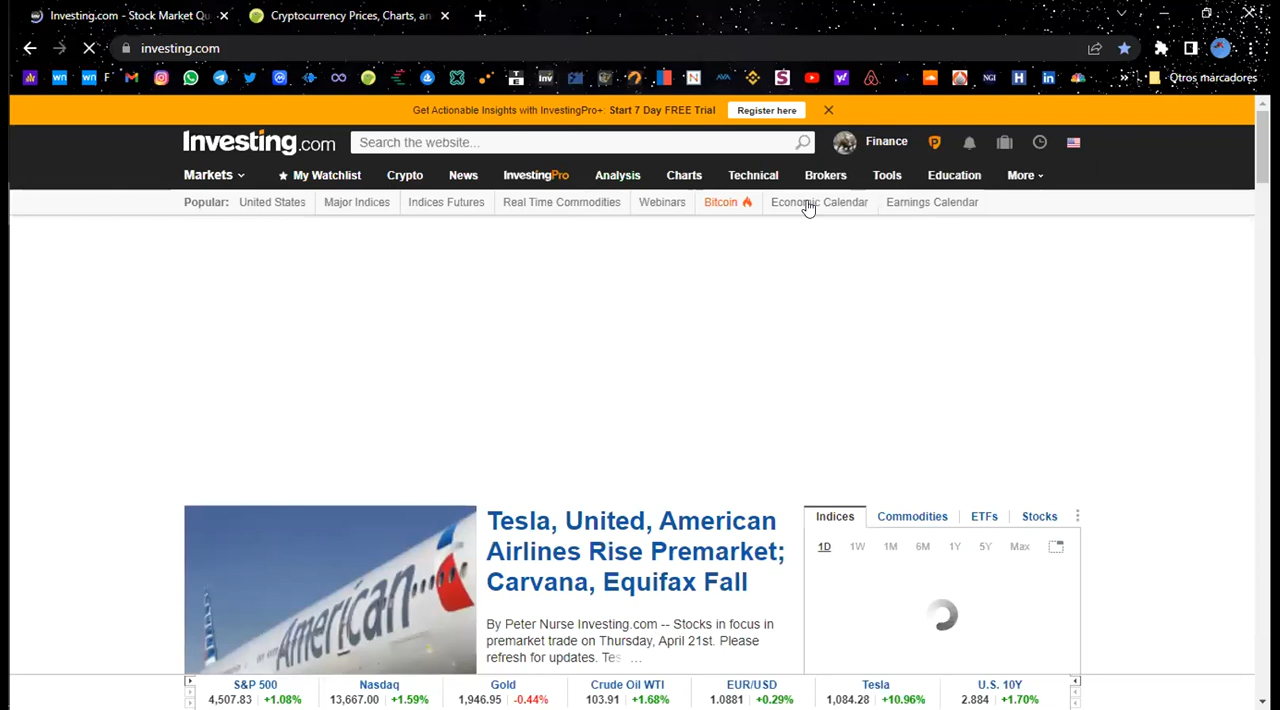 Investing.com - Stock Market Qu
Cryptocurrency Prices, Charts, an
investing.com
Otros marcadores
Get Actionable Insights with InvestingPro+: Start 7 Day FREE Trial
Register here
Investing.com
Search the website...
Finance
Markets
My Watchlist
Crypto
News
InvestingPro
Analysis
Charts
Technical
Brokers
Tools
Education
More
Popular:
United States
Major Indices
Indices Futures
Real Time Commodities
Webinars
Bitcoin
Economic Calendar
Earnings Calendar
Tesla, United, American
Airlines Rise Premarket;
Carvana, Equifax Fall
By Peter Nurse Investing.com -- Stocks in focus in
premarket trade on Thursday, April 21st. Please
refresh for updates. Tes ...
American
Indices
Commodities
ETFs
Stocks
1D
1W
1M
6M
1Y
5Y
Max
S&P 500
4,507.83 +1.08%
Nasdaq
13,667.00 +1.59%
Gold
1,946.95 -0.44%
Crude Oil WTI
103.91 +1.68%
EUR/USD
1.0881 +0.29%
Tesla
1,084.28 +10.96%
U.S. 10Y
2.884 +1.70%